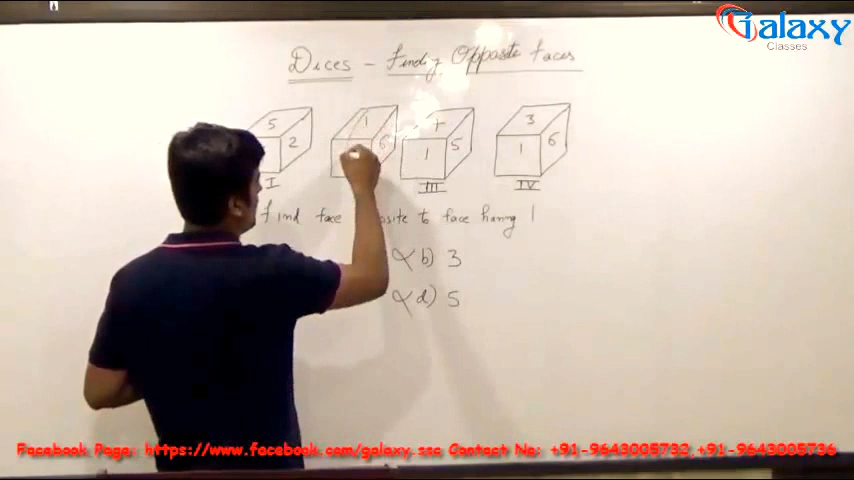 Galaxy
Classes
Dices - Finding Opposite faces
5 2 1 6 1 5 3 1 6
I III IV
Find face to face having 1
b) 3
d) 5
Facebook Page: https://www.facebook.com/galaxy.ssc Contact No: +91-9643005732,+91-9643005736